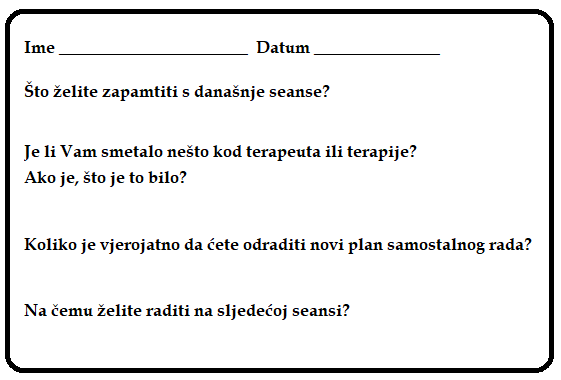 Ime _____________________ Datum ______________
Što želite zapamtiti s današnje seanse?
Je li Vam smetalo nešto kod terapeuta ili terapije?
Ako je, što je to bilo?
Koliko je vjerojatno da ćete odraditi novi plan samostalnog rada?
Na čemu želite raditi na sljedećoj seansi?